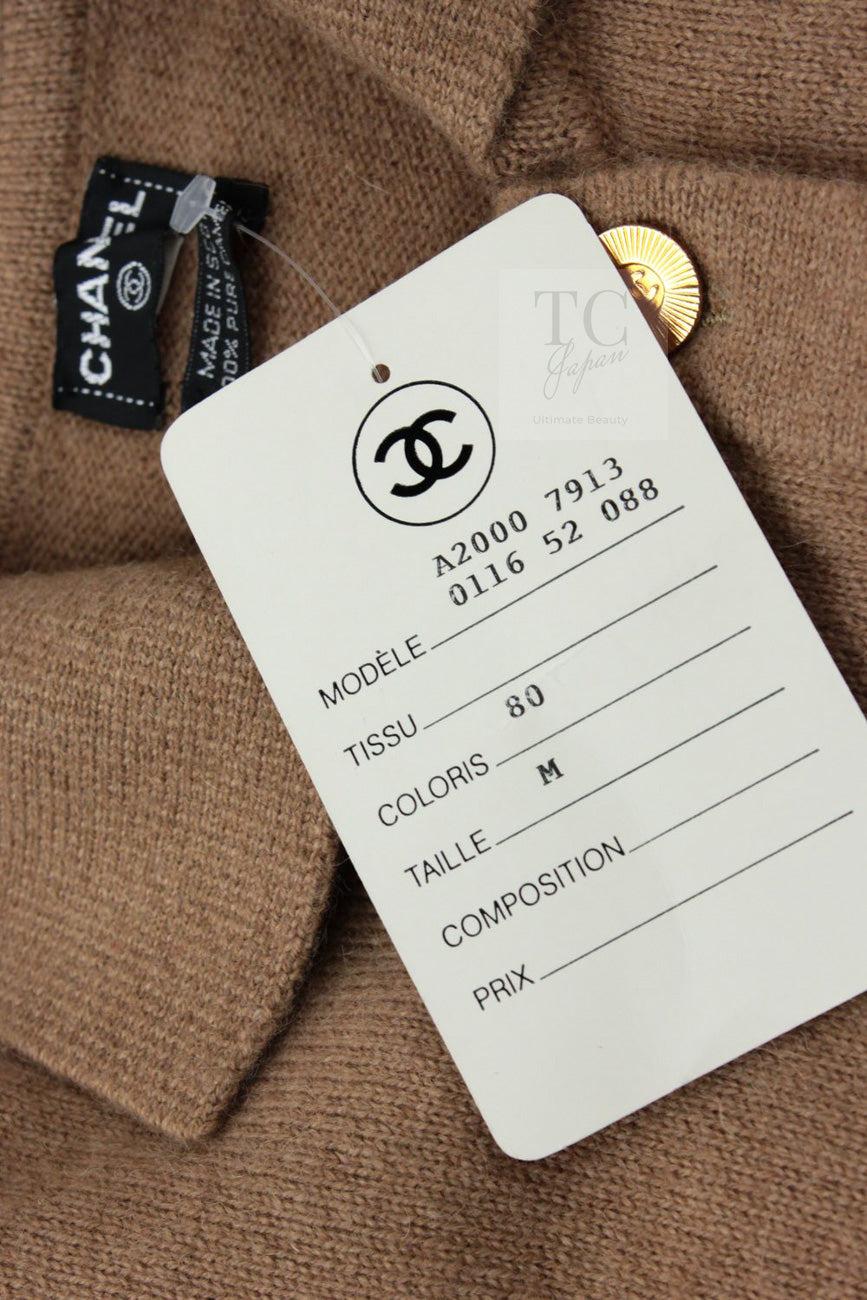 CHANEL
MADE IN
00% PURE
TC
Japan
Ultimate Beauty
A2000 7913
0116 52 088
MODÈLE
TISSU
80
COLORIS
M
TAILLE
COMPOSITION
PRIX